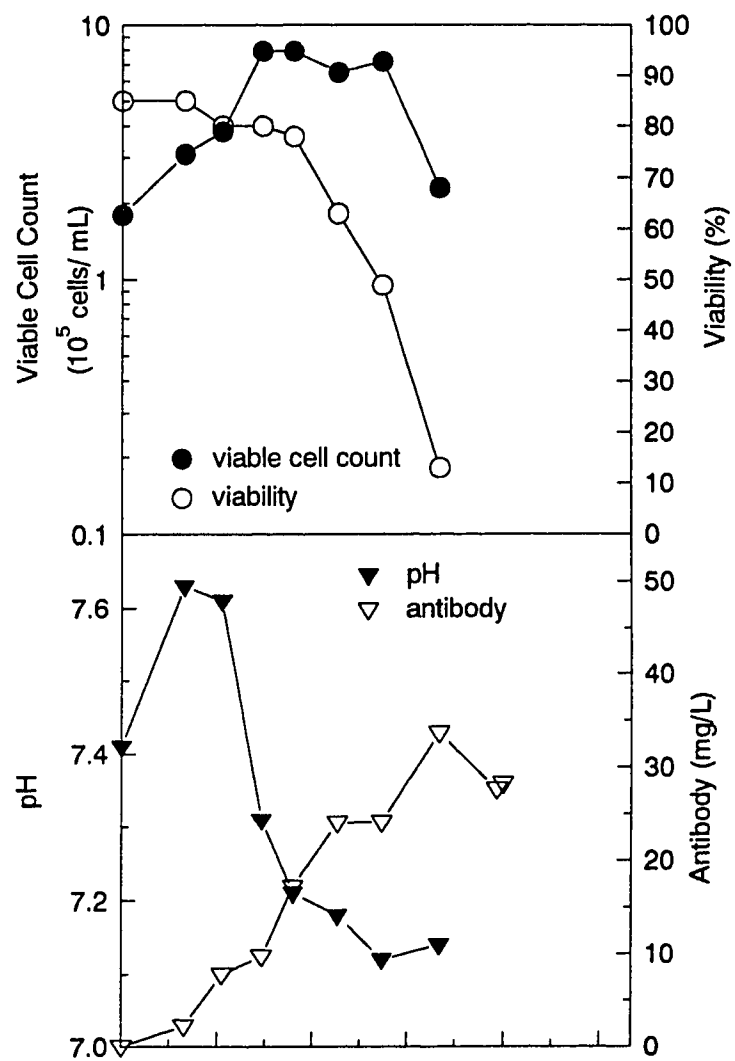 10
1
0.1
Viable Cell Count
(10⁵ cells/ mL)
100
90
80
70
60
50
40
30
20
10
0
Viability (%)
viable cell count
viability
7.6
7.4
7.2
7.0
pH
50
40
30
20
10
0
Antibody (mg/L)
pH
antibody